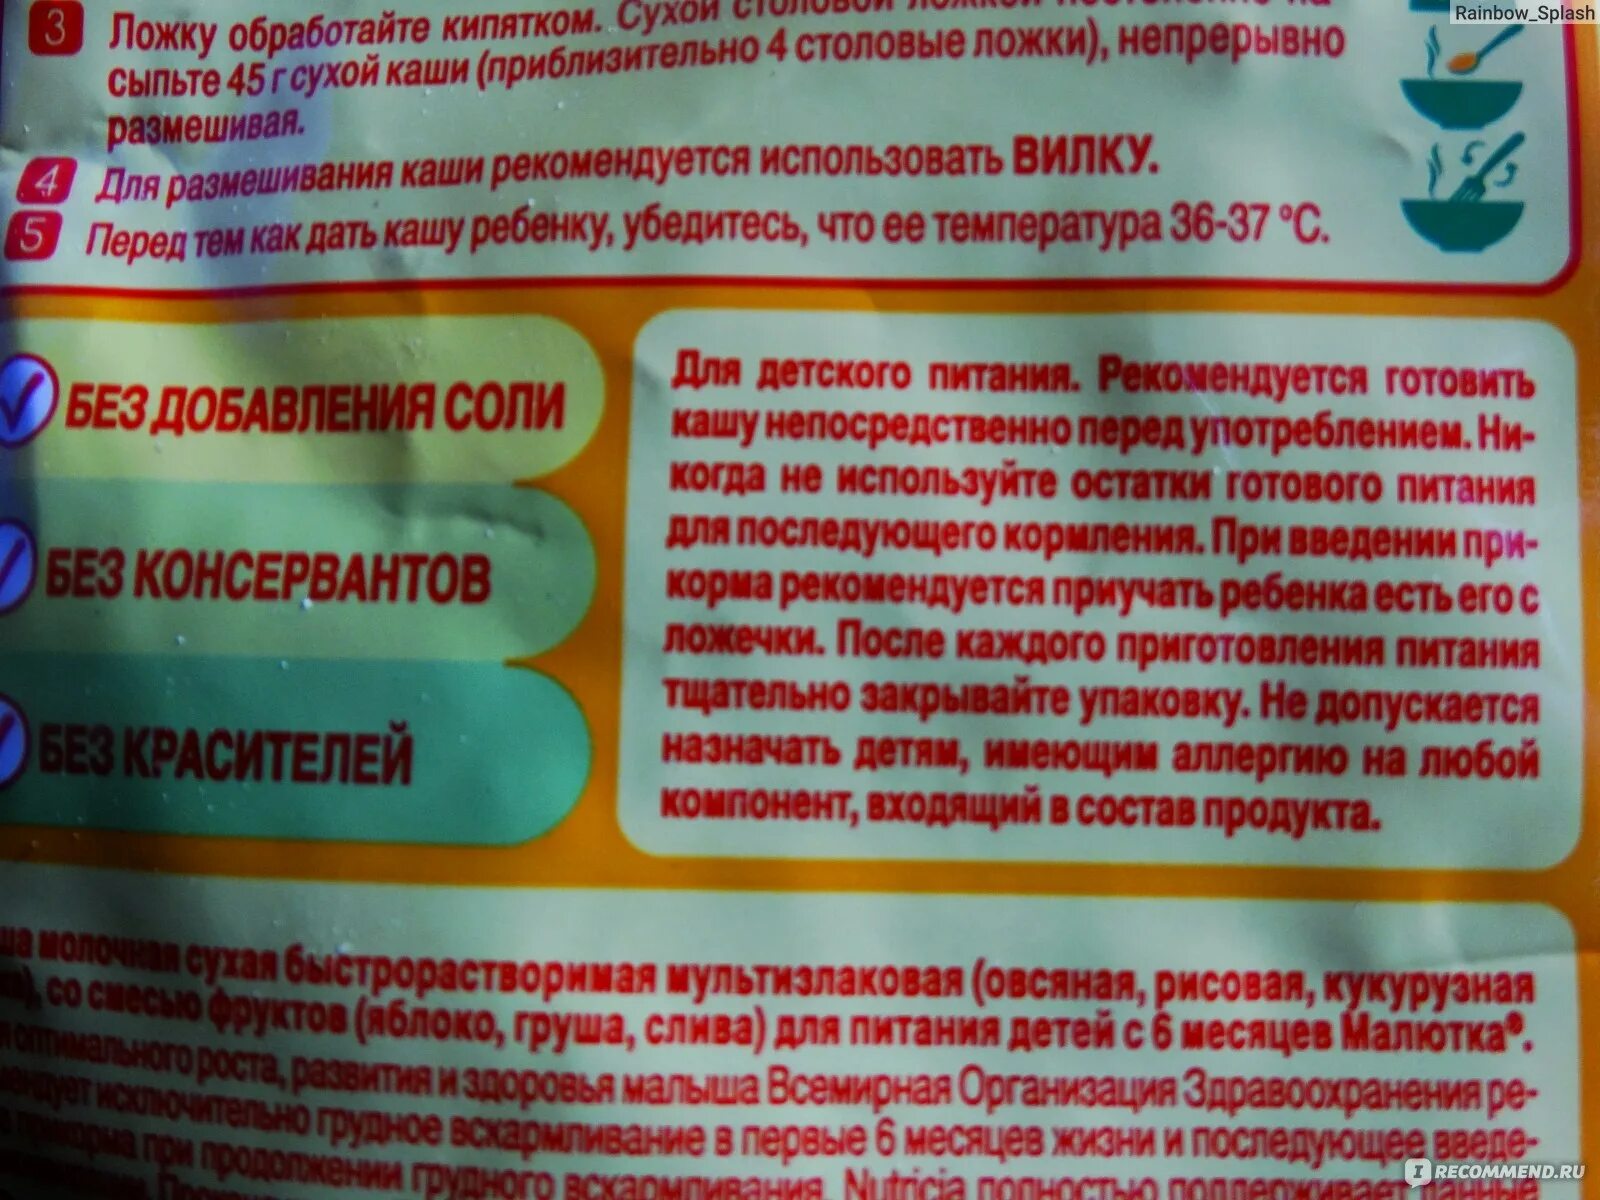 Rainbow_Splash
3 Ложку обработайте кипятком. Сухой столовой ложкой
сыпьте 45 г сухой каши (приблизительно 4 столовые ложки), непрерывно
размешивая.
4 Для размешивания каши рекомендуется использовать ВИЛКУ.
5 Перед тем как дать кашу ребенку, убедитесь, что ее температура 36-37 °С.
БЕЗ ДОБАВЛЕНИЯ СОЛИ
БЕЗ КОНСЕРВАНТОВ
БЕЗ КРАСИТЕЛЕЙ
Для детского питания. Рекомендуется готовить
кашу непосредственно перед употреблением. Ни-
когда не используйте остатки готового питания
для последующего кормления. При введении при-
корма рекомендуется приучать ребенка есть его с
ложечки. После каждого приготовления питания
тщательно закрывайте упаковку. Не допускается
назначать детям, имеющим аллергию на любой
компонент, входящий в состав продукта.
молочная сухая быстрорастворимая мультизлаковая (овсяная, рисовая, кукурузная
со смесью фруктов (яблоко, груша, слива) для питания детей с 6 месяцев Малютка®.
оптимального роста, развития и здоровья малыша Всемирная Организация Здравоохранения ре-
исключительно грудное вскармливание в первые 6 месяцев жизни и последующее введе-
прикорма при продолжении грудного вскармливания. Nutricia полностью поддерживает
IRECOMMEND.RU